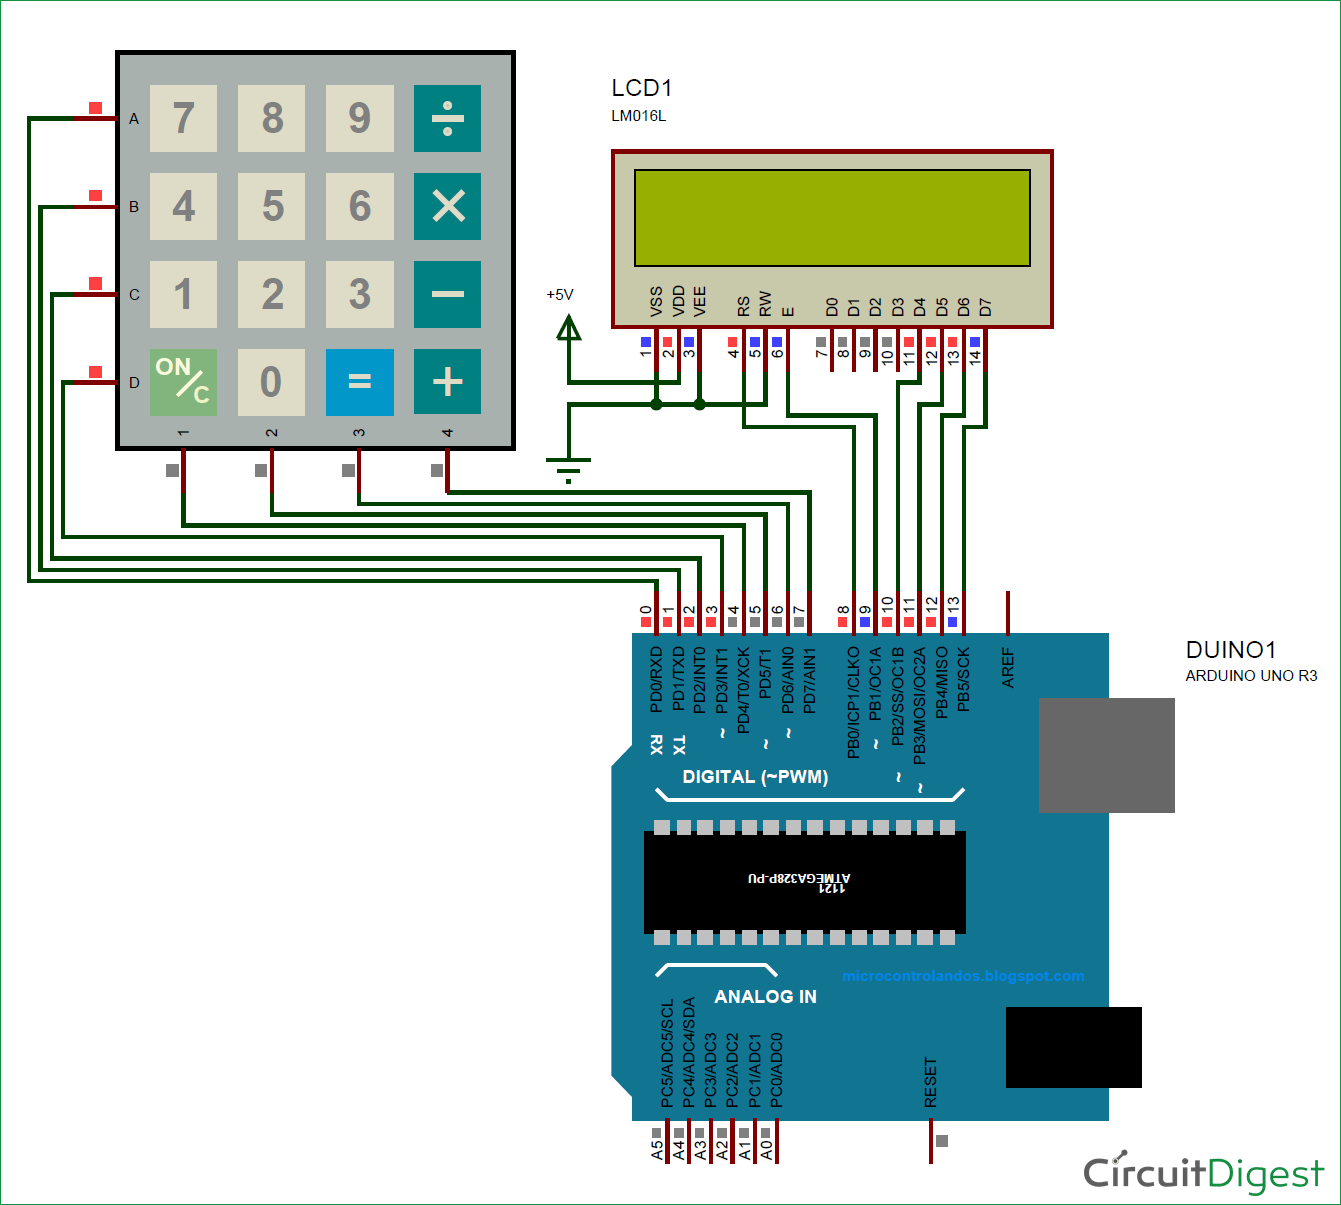 LCD1
LM016L
A
7
8
9
÷
B
4
5
6
×
C
1
2
3
−
D
ON/C
0
=
+
1
2
3
4
+5V
VSS
VDD
VEE
RS
RW
E
D0
D1
D2
D3
D4
D5
D6
D7
1
2
3
4
5
6
7
8
9
10
11
12
13
14
0
1
2
3
4
5
6
7
8
9
10
11
12
13
PD0/RXD
PD1/TXD
PD2/INT0
PD3/INT1
PD4/T0/XCK
PD5/T1
PD6/AIN0
PD7/AIN1
PB0/ICP1/CLKO
PB1/OC1A
PB2/SS/OC1B
PB3/MOSI/OC2A
PB4/MISO
PB5/SCK
AREF
DUINO1
ARDUINO UNO R3
RX
TX
~
~
~
~
~
~
DIGITAL (~PWM)
ATMEGA328P-PU
1121
microcontrolandos.blogspot.com
ANALOG IN
PC5/ADC5/SCL
PC4/ADC4/SDA
PC3/ADC3
PC2/ADC2
PC1/ADC1
PC0/ADC0
RESET
A5
A4
A3
A2
A1
A0
CircuitDigest